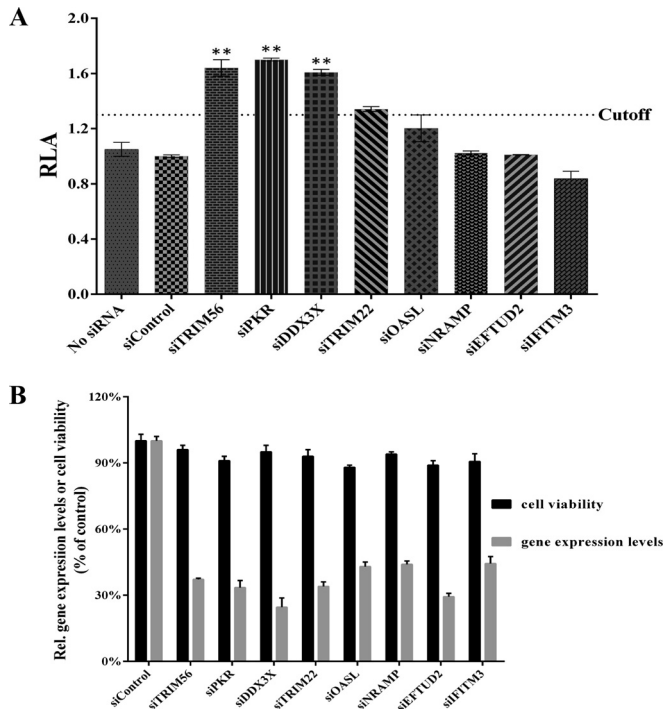 A
RLA
2.0
1.6
1.2
0.8
0.4
0.0
**
**
**
Cutoff
No siRNA
siControl
siTRIM56
siPKR
siDDX3X
siTRIM22
siOASL
siNRAMP
siEFTUD2
siIFITM3
B
Rel. gene expresiion levels or cell viability
(% of control)
120%
90%
60%
30%
0%
cell viability
gene expression levels
siControl
siTRIM56
siPKR
siDDX3X
siTRIM22
siOASL
siNRAMP
siEFTUD2
siIFITM3